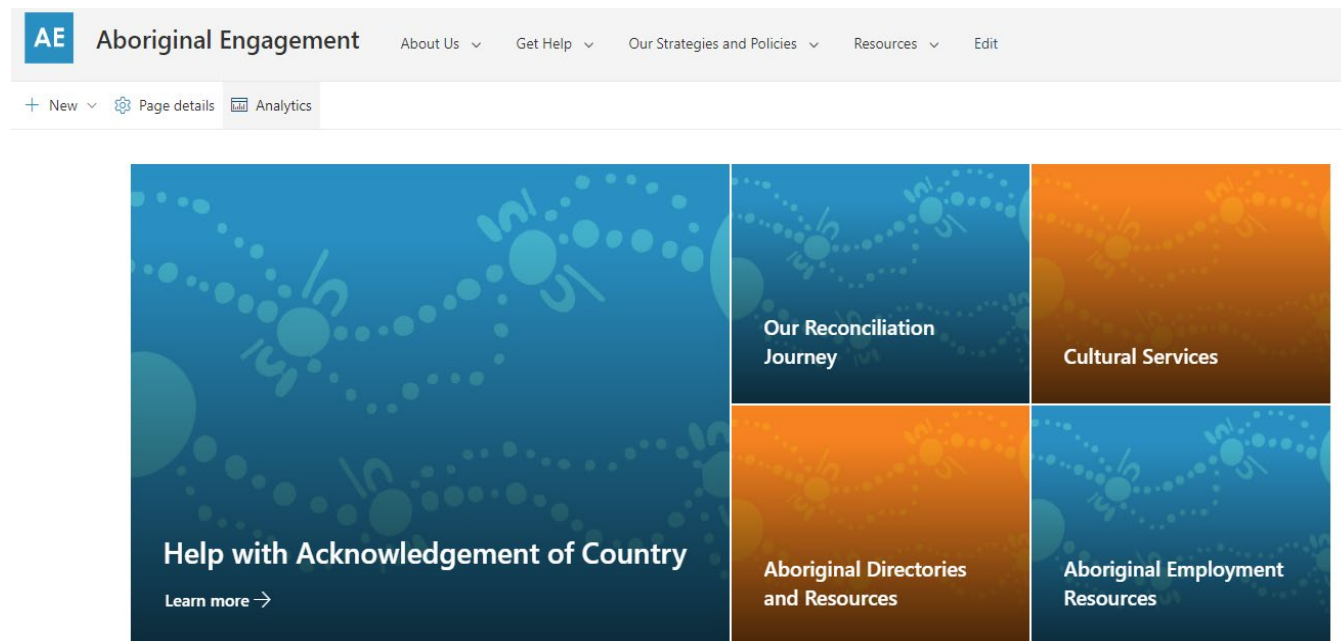 AE Aboriginal Engagement About Us Get Help Our Strategies and Policies Resources Edit
+ New Page details Analytics
Help with Acknowledgement of Country
Learn more →
Our Reconciliation
Journey
Cultural Services
Aboriginal Directories
and Resources
Aboriginal Employment
Resources